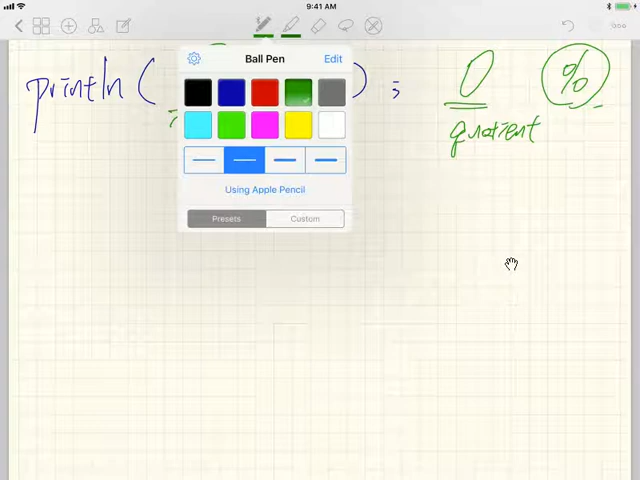 9:41 AM
Ball Pen
Edit
println ( ) ; 0 %
quotient
Using Apple Pencil
Presets
Custom